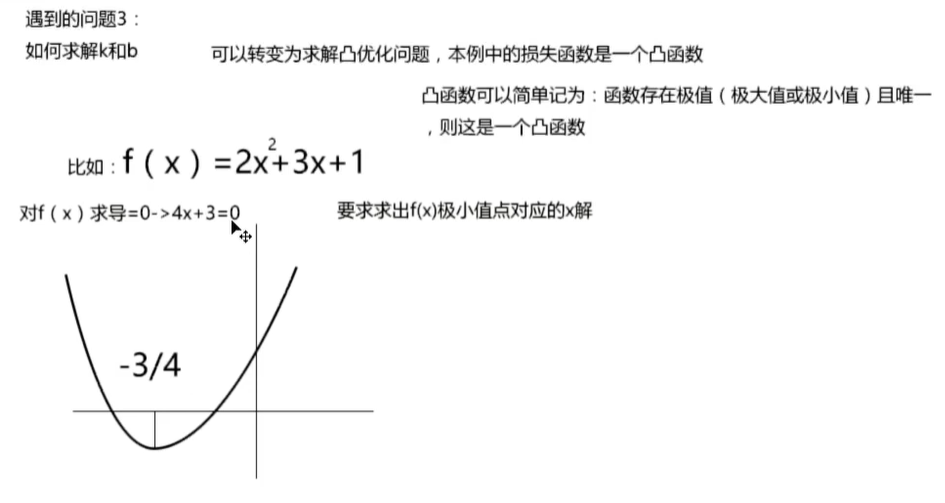 遇到的问题3：
如何求解k和b
可以转变为求解凸优化问题，本例中的损失函数是一个凸函数
凸函数可以简单记为：函数存在极值（极大值或极小值）且唯一
，则这是一个凸函数
比如：f（x）=2x²+3x+1
对f（x）求导=0->4x+3=0
要求求出f(x)极小值点对应的x解
-3/4